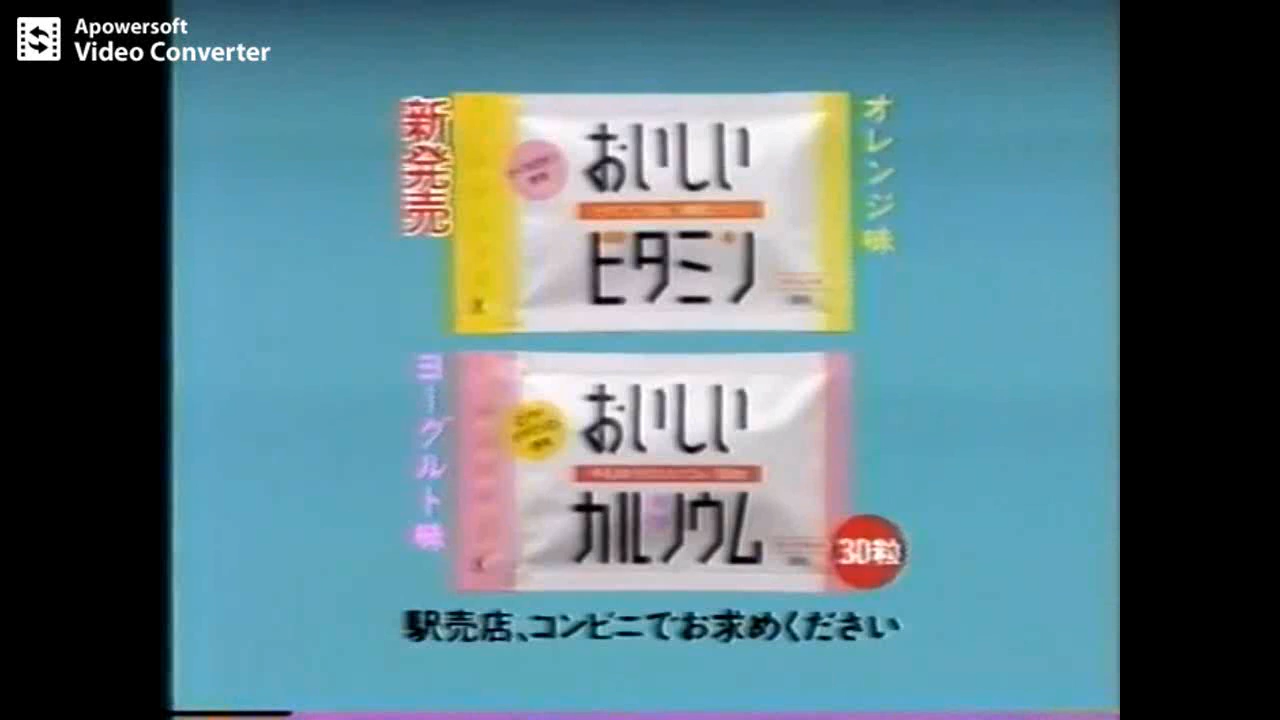 Apowersoft
Video Converter
新発売
おいしい
ビタミン
オレンジ味
ヨーグルト味
おいしい
カルシウム
30粒
駅売店、コンビニでお求めください